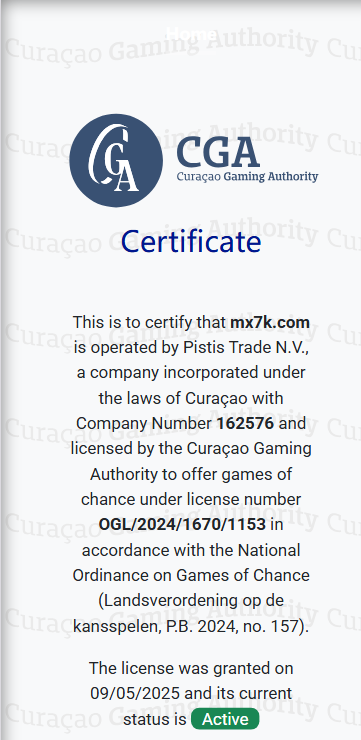 Home
Curaçao Gaming Authority Cu
CGA
CGA
Curaçao Gaming Authority
Certificate
This is to certify that mx7k.com
is operated by Pistis Trade N.V.,
a company incorporated under
the laws of Curaçao with
Company Number 162576 and
licensed by the Curaçao Gaming
Authority to offer games of
chance under license number
OGL/2024/1670/1153 in
accordance with the National
Ordinance on Games of Chance
(Landsverordening op de
kansspelen, P.B. 2024, no. 157).
The license was granted on
09/05/2025 and its current
status is Active